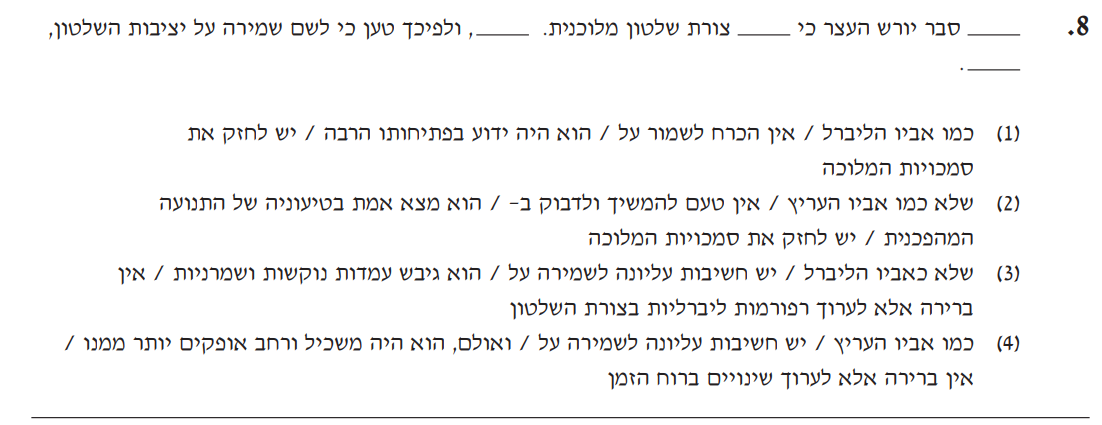 8. _____ סבר יורש העצר כי _____ צורת שלטון מלוכנית. _____, ולפיכך טען כי לשם שמירה על יציבות השלטון,
_____.
(1) כמו אביו הליברל / אין הכרח לשמור על / הוא היה ידוע בפתיחותו הרבה / יש לחזק את
סמכויות המלוכה
(2) שלא כמו אביו העריץ / אין טעם להמשיך ולדבוק ב- / הוא מצא אמת בטיעוניה של התנועה
המהפכנית / יש לחזק את סמכויות המלוכה
(3) שלא כאביו הליברל / יש חשיבות עליונה לשמירה על / הוא גיבש עמדות נוקשות ושמרניות / אין
ברירה אלא לערוך רפורמות ליברליות בצורת השלטון
(4) כמו אביו העריץ / יש חשיבות עליונה לשמירה על / ואולם, הוא היה משכיל ורחב אופקים יותר ממנו /
אין ברירה אלא לערוך שינויים ברוח הזמן